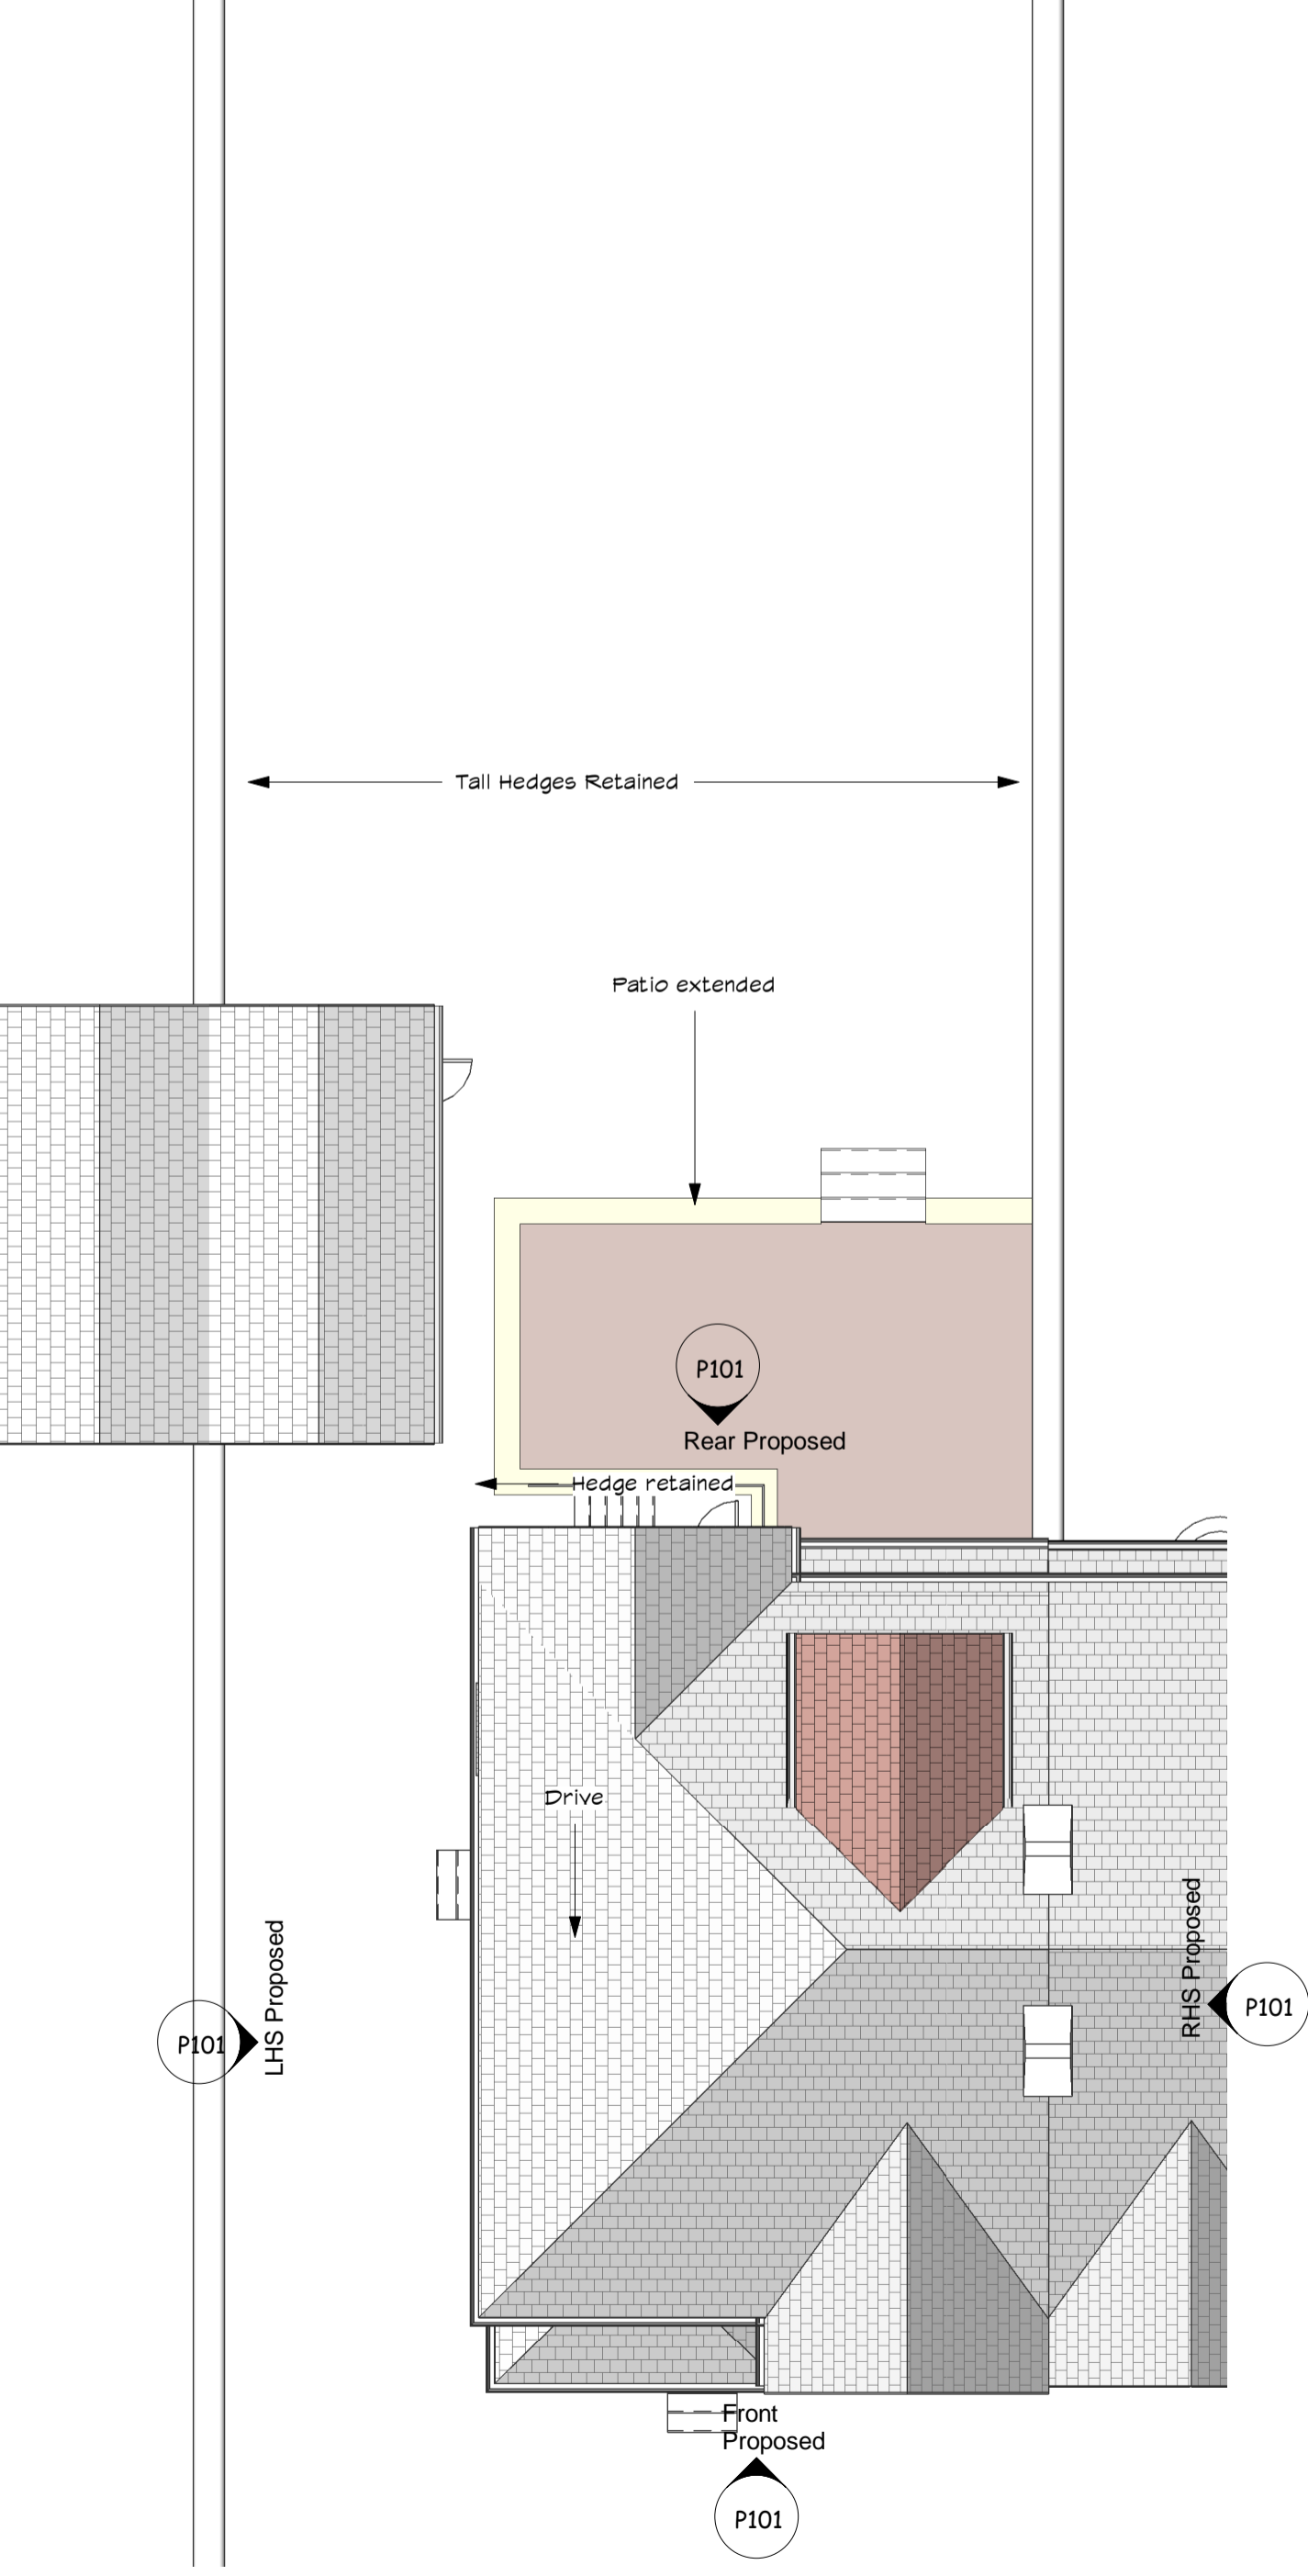 Tall Hedges Retained
Patio extended
P101
Rear Proposed
Hedge retained
Drive
LHS Proposed
P101
RHS Proposed
P101
Front
Proposed
P101